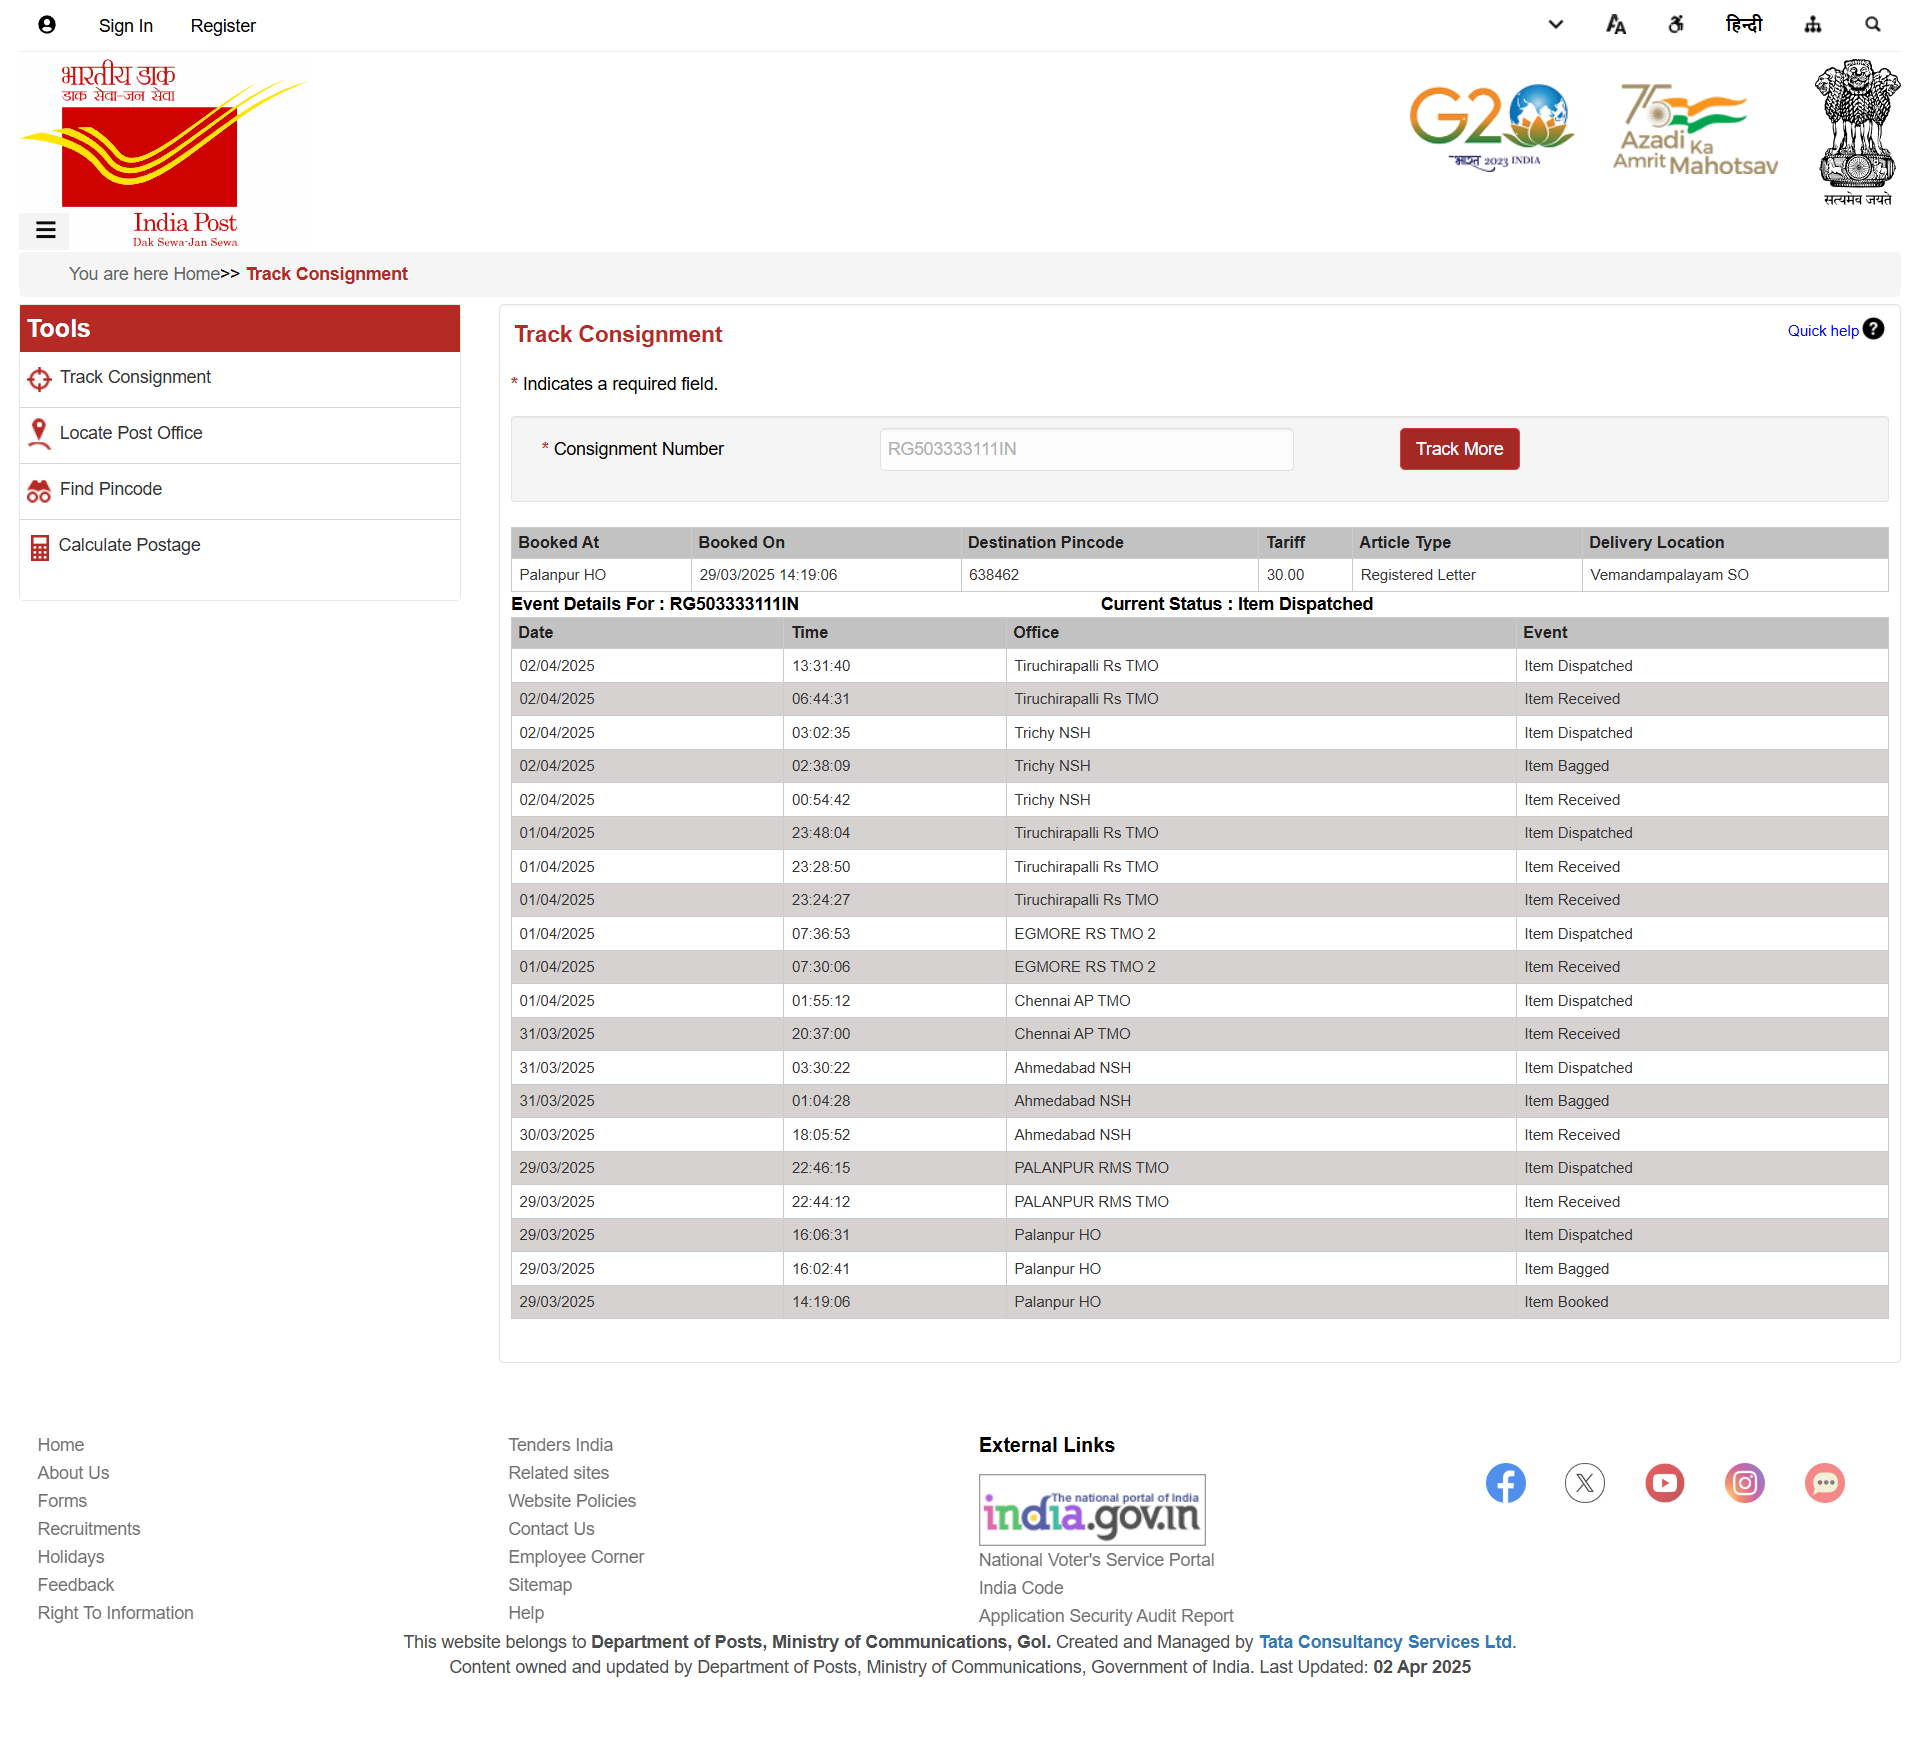 Sign In Register हिन्दी
भारतीय डाक
डाक सेवा-जन सेवा
India Post
Dak Sewa-Jan Sewa
G20
भारत 2023 INDIA
75
Azadi Ka
Amrit Mahotsav
सत्यमेव जयते
You are here Home>> Track Consignment
Tools
Track Consignment
Locate Post Office
Find Pincode
Calculate Postage
Track Consignment
Quick help
* Indicates a required field.
* Consignment Number RG503333111IN Track More
Booked At Booked On Destination Pincode Tariff Article Type Delivery Location
Palanpur HO 29/03/2025 14:19:06 638462 30.00 Registered Letter Vemandampalayam SO
Event Details For : RG503333111IN Current Status : Item Dispatched
Date Time Office Event
02/04/2025 13:31:40 Tiruchirapalli Rs TMO Item Dispatched
02/04/2025 06:44:31 Tiruchirapalli Rs TMO Item Received
02/04/2025 03:02:35 Trichy NSH Item Dispatched
02/04/2025 02:38:09 Trichy NSH Item Bagged
02/04/2025 00:54:42 Trichy NSH Item Received
01/04/2025 23:48:04 Tiruchirapalli Rs TMO Item Dispatched
01/04/2025 23:28:50 Tiruchirapalli Rs TMO Item Received
01/04/2025 23:24:27 Tiruchirapalli Rs TMO Item Received
01/04/2025 07:36:53 EGMORE RS TMO 2 Item Dispatched
01/04/2025 07:30:06 EGMORE RS TMO 2 Item Received
01/04/2025 01:55:12 Chennai AP TMO Item Dispatched
31/03/2025 20:37:00 Chennai AP TMO Item Received
31/03/2025 03:30:22 Ahmedabad NSH Item Dispatched
31/03/2025 01:04:28 Ahmedabad NSH Item Bagged
30/03/2025 18:05:52 Ahmedabad NSH Item Received
29/03/2025 22:46:15 PALANPUR RMS TMO Item Dispatched
29/03/2025 22:44:12 PALANPUR RMS TMO Item Received
29/03/2025 16:06:31 Palanpur HO Item Dispatched
29/03/2025 16:02:41 Palanpur HO Item Bagged
29/03/2025 14:19:06 Palanpur HO Item Booked
Home
About Us
Forms
Recruitments
Holidays
Feedback
Right To Information
Tenders India
Related sites
Website Policies
Contact Us
Employee Corner
Sitemap
Help
External Links
The national portal of India
india.gov.in
National Voter's Service Portal
India Code
Application Security Audit Report
This website belongs to Department of Posts, Ministry of Communications, GoI. Created and Managed by Tata Consultancy Services Ltd.
Content owned and updated by Department of Posts, Ministry of Communications, Government of India. Last Updated: 02 Apr 2025